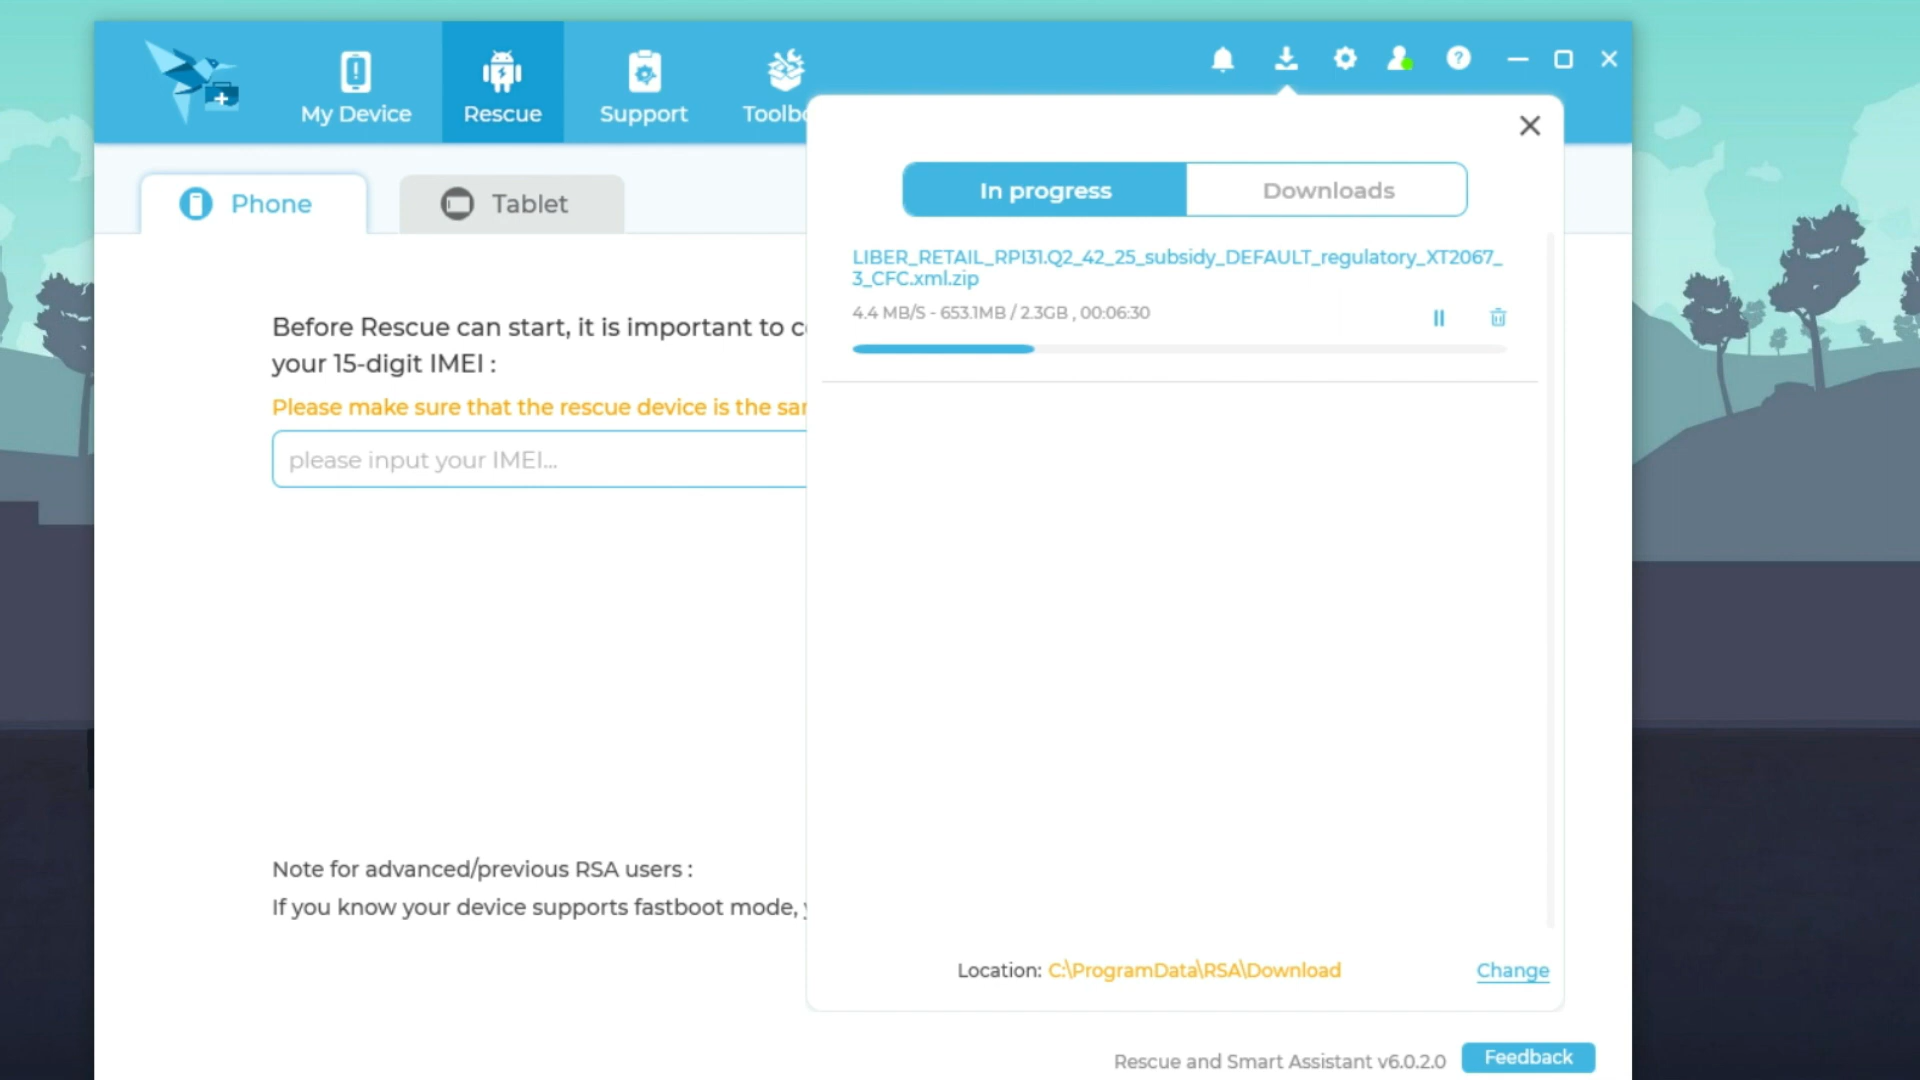 My Device
Rescue
Support
Toolbo
Phone
Tablet
Before Rescue can start, it is important to c
your 15-digit IMEI :
Please make sure that the rescue device is the sar
please input your IMEI...
Note for advanced/previous RSA users :
If you know your device supports fastboot mode,
In progress
Downloads
LIBER_RETAIL_RPI31.Q2_42_25_subsidy_DEFAULT_regulatory_XT2067_
3_CFC.xml.zip
4.4 MB/S - 653.1MB / 2.3GB , 00:06:30
Location: C:\ProgramData\RSA\Download
Change
Rescue and Smart Assistant v6.0.2.0
Feedback